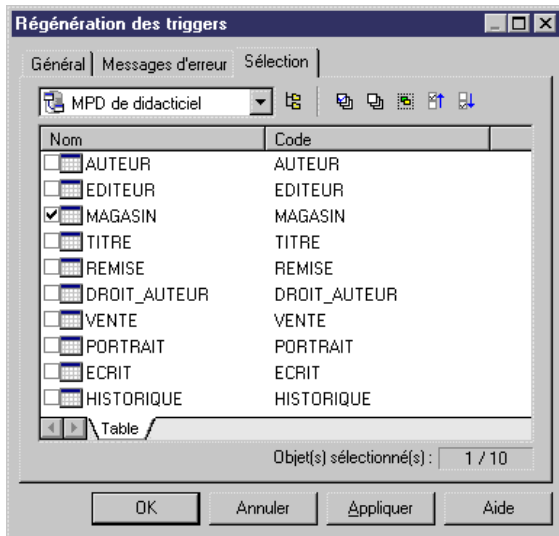 Régénération des triggers
Général Messages d'erreur Sélection
MPD de didacticiel
Nom Code
AUTEUR AUTEUR
EDITEUR EDITEUR
MAGASIN MAGASIN
TITRE TITRE
REMISE REMISE
DROIT_AUTEUR DROIT_AUTEUR
VENTE VENTE
PORTRAIT PORTRAIT
ECRIT ECRIT
HISTORIQUE HISTORIQUE
Table
Objet(s) sélectionné(s) : 1 / 10
OK Annuler Appliquer Aide